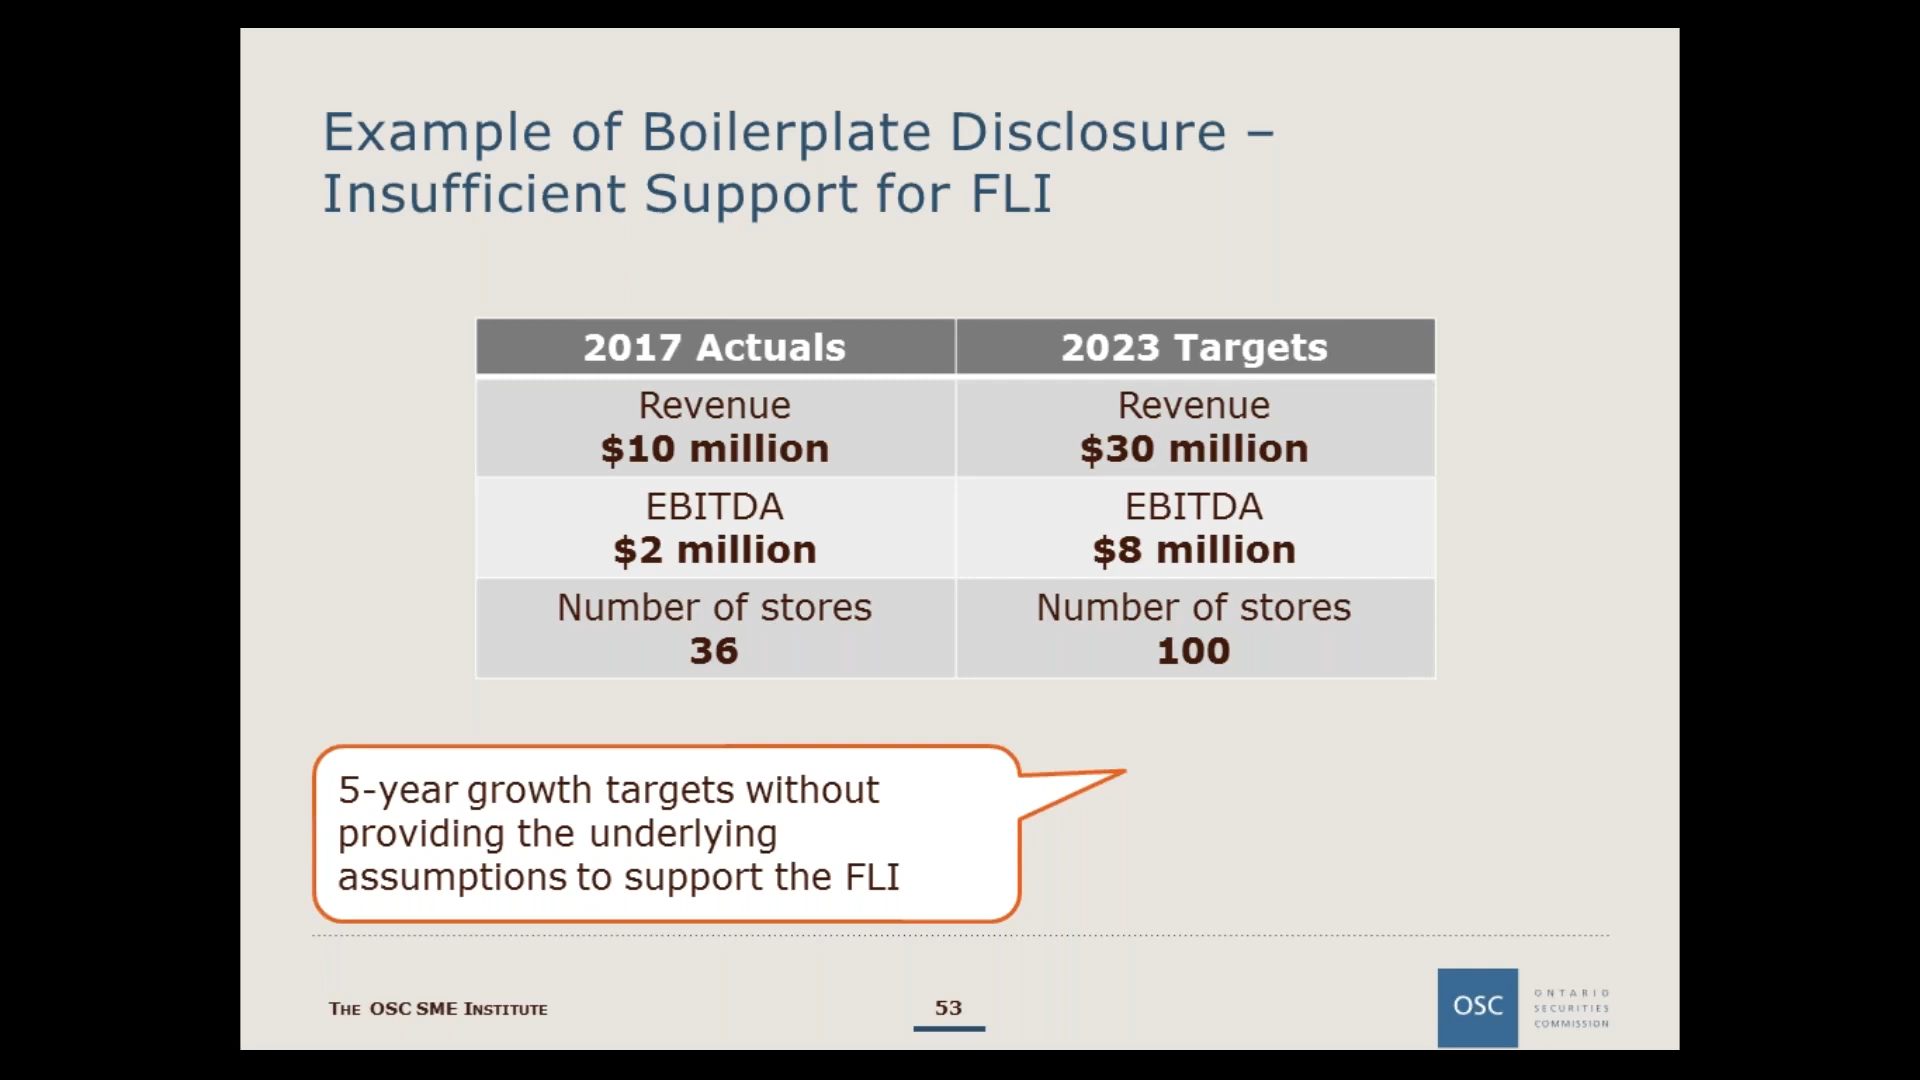 Example of Boilerplate Disclosure –
Insufficient Support for FLI
2017 Actuals
2023 Targets
Revenue
$10 million
Revenue
$30 million
EBITDA
$2 million
EBITDA
$8 million
Number of stores
36
Number of stores
100
5-year growth targets without
providing the underlying
assumptions to support the FLI
THE OSC SME INSTITUTE
53
OSC
ONTARIO
SECURITIES
COMMISSION